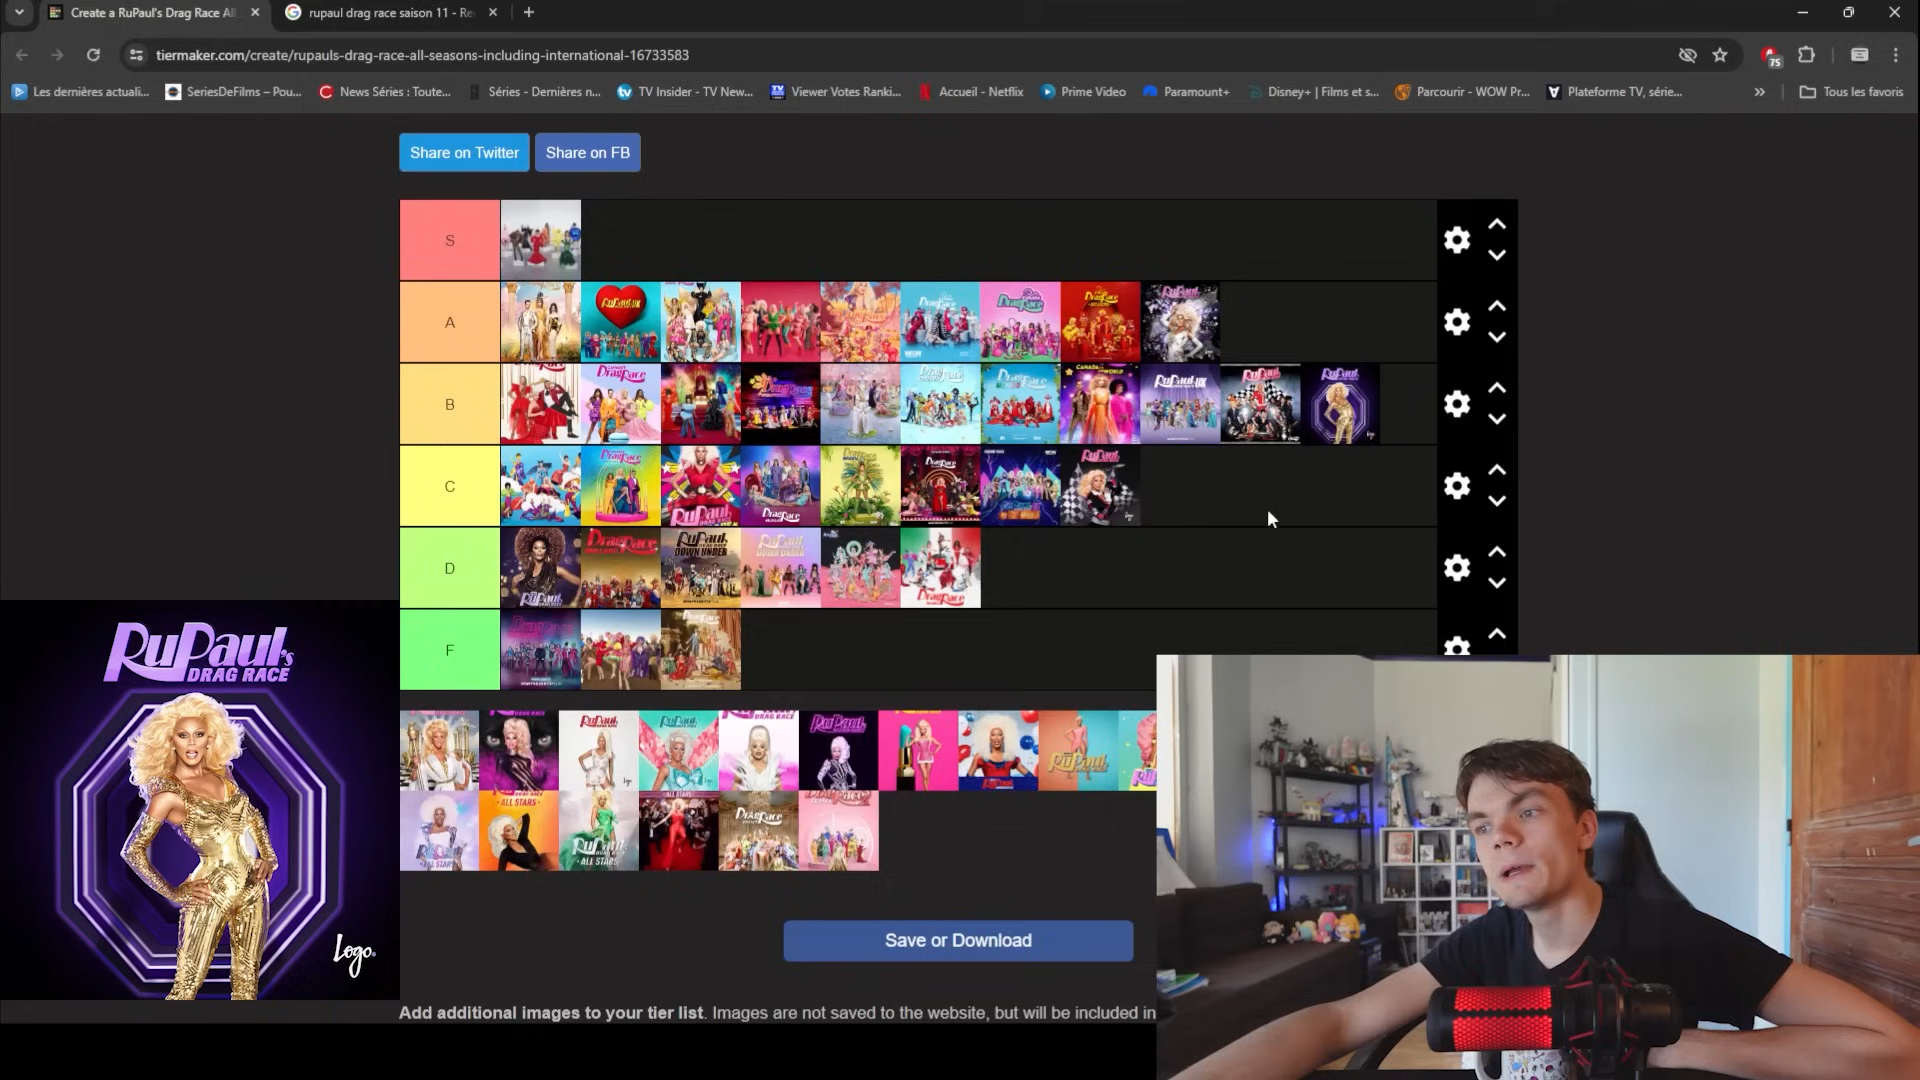 Create a RuPaul's Drag Race All
rupaul drag race saison 11 - Re
tiermaker.com/create/rupauls-drag-race-all-seasons-including-international-16733583
75
Les dernières actuali...
SeriesDeFilms – Pou...
News Séries : Toute...
Séries - Dernières n...
TV Insider - TV New...
Viewer Votes Ranki...
Accueil - Netflix
Prime Video
Paramount+
Disney+ | Films et s...
Parcourir - WOW Pr...
Plateforme TV, série...
»
Tous les favoris
Share on Twitter
Share on FB
S
A
B
C
D
F
RuPaul's
DRAG RACE
Logo.
Save or Download
Add additional images to your tier list. Images are not saved to the website, but will be included in